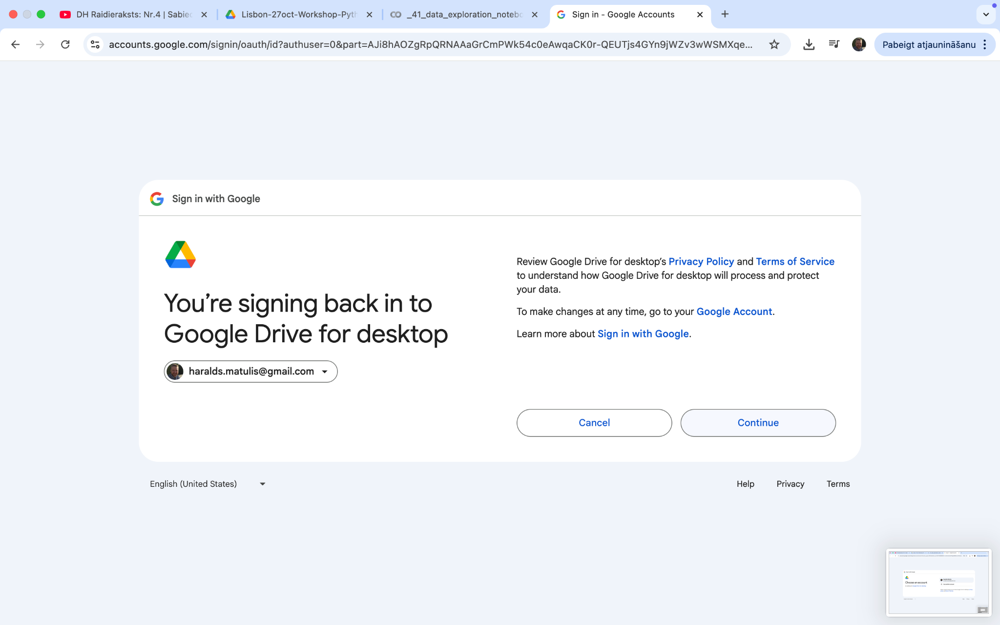 DH Raidieraksts: Nr.4 | Sabiec
Lisbon-27oct-Workshop-Pyth
_41_data_exploration_notebo
Sign in - Google Accounts
accounts.google.com/signin/oauth/id?authuser=0&part=AJi8hAOZgRpQRNAAaGrCmPWk54c0eAwqaCK0r-QEUTjs4GYn9jWZv3wWSMXqe...
Pabeigt atjaunināšanu
Sign in with Google
You're signing back in to
Google Drive for desktop
haralds.matulis@gmail.com
Review Google Drive for desktop's Privacy Policy and Terms of Service
to understand how Google Drive for desktop will process and protect
your data.
To make changes at any time, go to your Google Account.
Learn more about Sign in with Google.
Cancel
Continue
English (United States)
Help
Privacy
Terms
Choose an account